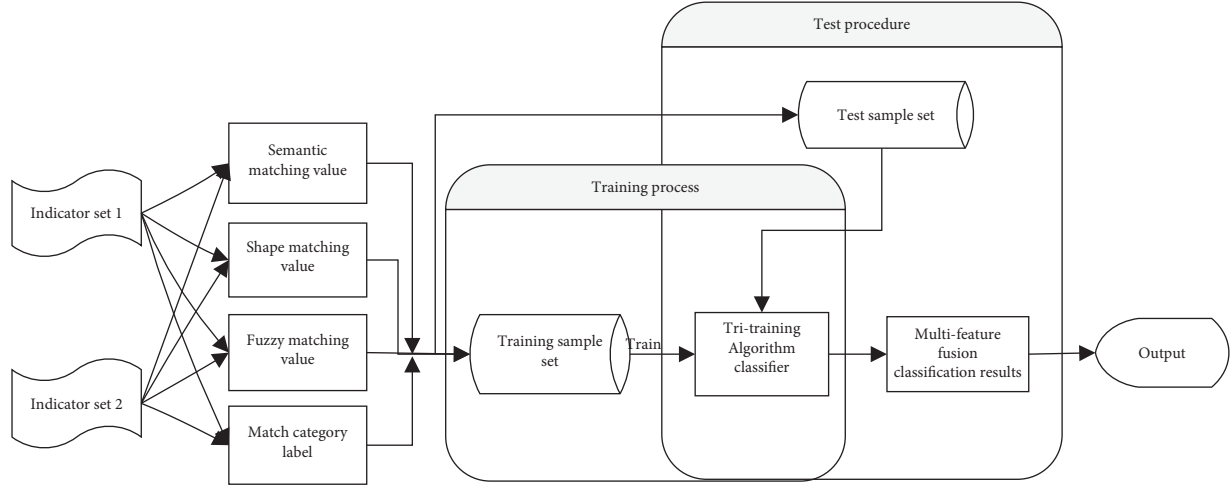 Test procedure
Test sample set
Semantic
matching value
Training process
Indicator set 1
Shape matching
value
Fuzzy matching
value
Training sample
set
Train
Tri-training
Algorithm
classifier
Multi-feature
fusion
classification results
Output
Indicator set 2
Match category
label